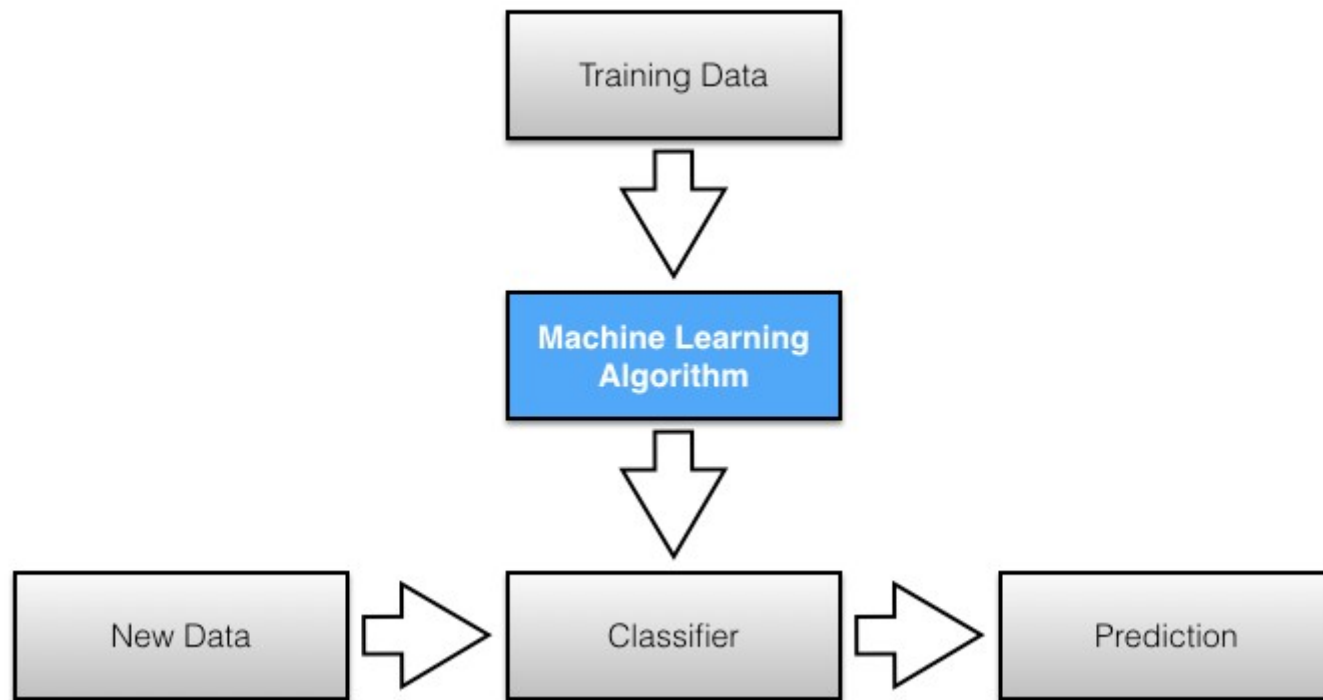 Training Data
Machine Learning
Algorithm
New Data
Classifier
Prediction